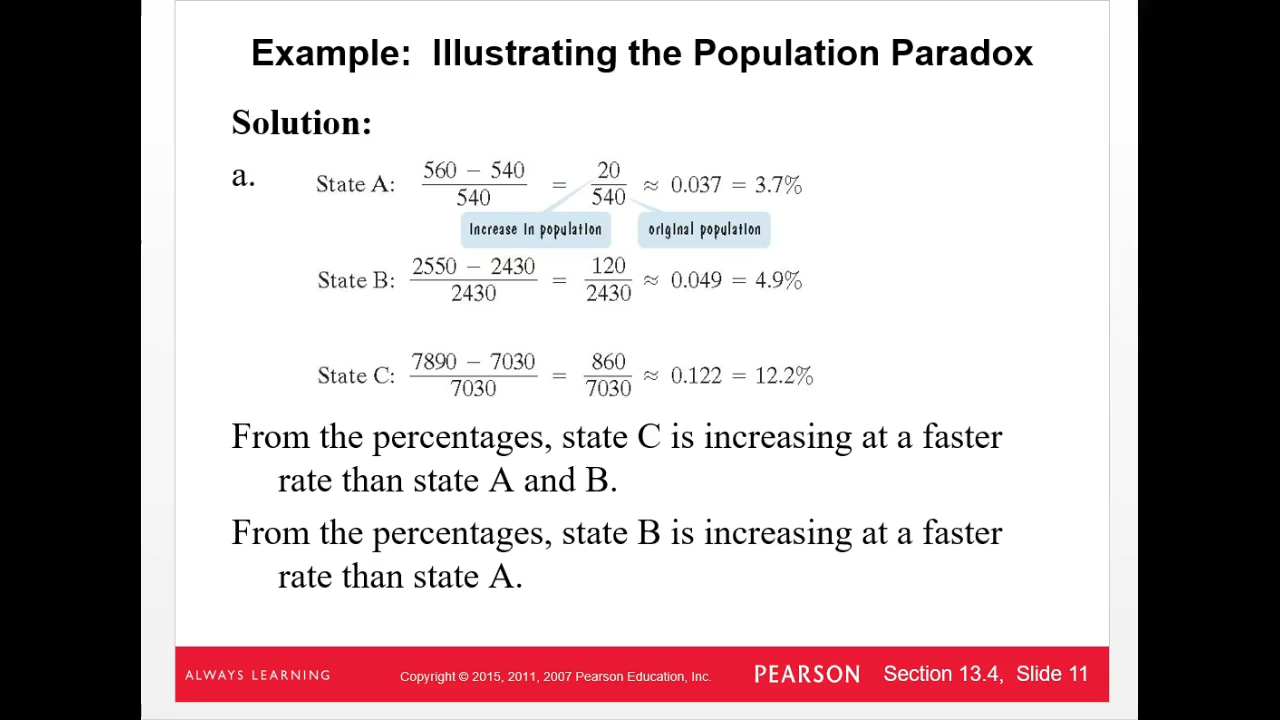 Example:  Illustrating the Population Paradox
Solution:
a.
State A: (560 − 540)/540 = 20/540 ≈ 0.037 = 3.7%
increase in population
original population
State B: (2550 − 2430)/2430 = 120/2430 ≈ 0.049 = 4.9%
State C: (7890 − 7030)/7030 = 860/7030 ≈ 0.122 = 12.2%
From the percentages, state C is increasing at a faster
rate than state A and B.
From the percentages, state B is increasing at a faster
rate than state A.
ALWAYS LEARNING
Copyright © 2015, 2011, 2007 Pearson Education, Inc.
PEARSON
Section 13.4,  Slide 11